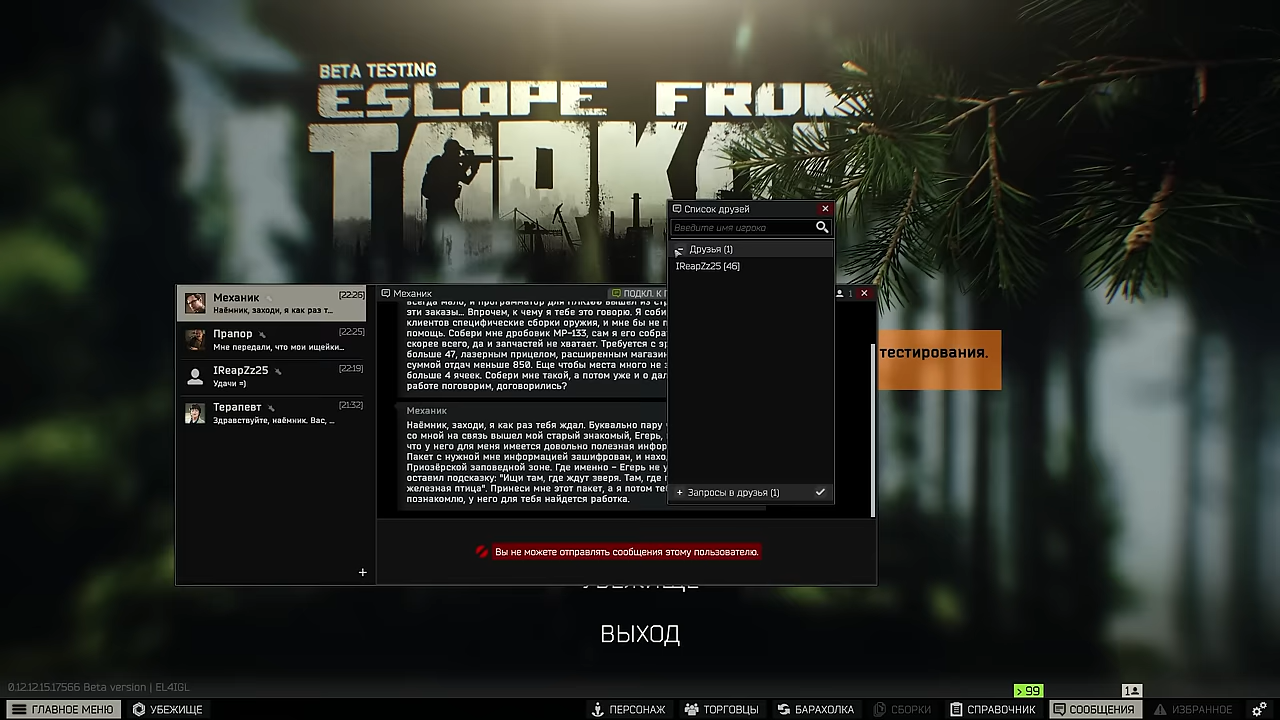 BETA TESTING
ESCAPE FROM
Список друзей
Введите имя игрока
Друзья (1)
IReapZz25 [46]
+ Запросы в друзья (1)
Механик
[22:26]
Наёмник, заходи, я как раз т...
Прапор
[22:25]
Мне передали, что мои ищейки...
IReapZz25
[22:19]
Удачи =)
Терапевт
[21:32]
Здравствуйте, наёмник. Вас, ...
+
Механик
ПОДКЛ. К
1
эти заказы... Впрочем, к чему я тебе это говорю. Я соби
клиентов специфические сборки оружия, и мне бы не п
помощь. Собери мне дробовик МР-133, сам я его собра
скорее всего, да и запчастей не хватает. Требуется с э
больше 47, лазерным прицелом, расширенным магази
суммой отдач меньше 850. Еще чтобы места много не з
больше 4 ячеек. Собери мне такой, а потом уже и о дал
работе поговорим, договорились?
Механик
Наёмник, заходи, я как раз тебя ждал. Буквально пару
со мной на связь вышел мой старый знакомый, Егерь,
что у него для меня имеется довольно полезная инфор
Пакет с нужной мне информацией зашифрован, и нахо
Приозёрской заповедной зоне. Где именно – Егерь не у
оставил подсказку: "Ищи там, где ждут зверя. Там, где
железная птица". Принеси мне этот пакет, а я потом те
познакомлю, у него для тебя найдется работка.
Вы не можете отправлять сообщения этому пользователю.
тестирования.
УБЕЖИЩЕ
ВЫХОД
0.12.12.15.17566 Beta version | EL4IGL
> 99
1
ГЛАВНОЕ МЕНЮ
УБЕЖИЩЕ
ПЕРСОНАЖ
ТОРГОВЦЫ
БАРАХОЛКА
СБОРКИ
СПРАВОЧНИК
СООБЩЕНИЯ
ИЗБРАННОЕ